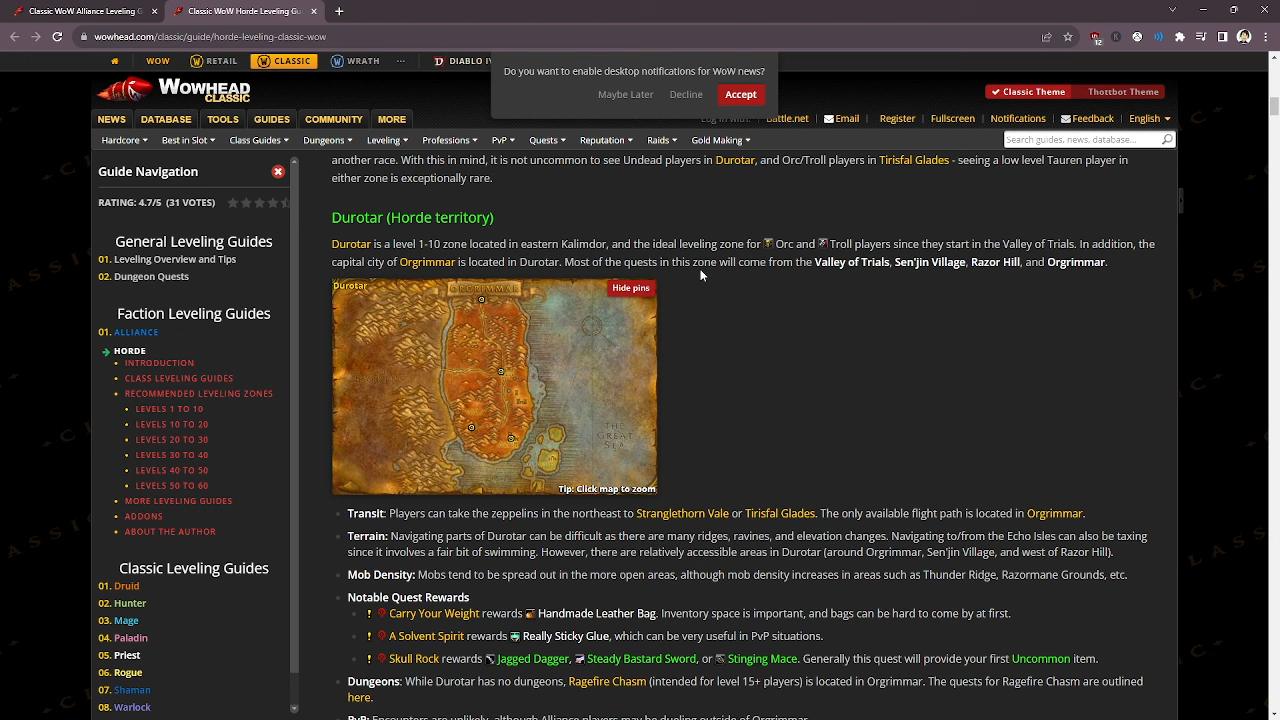 Classic WoW Alliance Leveling G
Classic WoW Horde Leveling Gu
wowhead.com/classic/guide/horde-leveling-classic-wow
12
WOW
RETAIL
CLASSIC
WRATH
...
DIABLO IV
Do you want to enable desktop notifications for WoW news?
Maybe Later
Decline
Accept
WOWHEAD
CLASSIC
Classic Theme
Thottbot Theme
NEWS
DATABASE
TOOLS
GUIDES
COMMUNITY
MORE
Log in with:
Battle.net
Email
Register
Fullscreen
Notifications
Feedback
English
Hardcore
Best in Slot
Class Guides
Dungeons
Leveling
Professions
PvP
Quests
Reputation
Raids
Gold Making
Search guides, news, database...
Guide Navigation
RATING: 4.7/5 (31 VOTES)
General Leveling Guides
01. Leveling Overview and Tips
02. Dungeon Quests
Faction Leveling Guides
01. ALLIANCE
HORDE
INTRODUCTION
CLASS LEVELING GUIDES
RECOMMENDED LEVELING ZONES
LEVELS 1 TO 10
LEVELS 10 TO 20
LEVELS 20 TO 30
LEVELS 30 TO 40
LEVELS 40 TO 50
LEVELS 50 TO 60
MORE LEVELING GUIDES
ADDONS
ABOUT THE AUTHOR
Classic Leveling Guides
01. Druid
02. Hunter
03. Mage
04. Paladin
05. Priest
06. Rogue
07. Shaman
08. Warlock
another race. With this in mind, it is not uncommon to see Undead players in Durotar, and Orc/Troll players in Tirisfal Glades - seeing a low level Tauren player in
either zone is exceptionally rare.
Durotar (Horde territory)
Durotar is a level 1-10 zone located in eastern Kalimdor, and the ideal leveling zone for Orc and Troll players since they start in the Valley of Trials. In addition, the
capital city of Orgrimmar is located in Durotar. Most of the quests in this zone will come from the Valley of Trials, Sen'jin Village, Razor Hill, and Orgrimmar.
Durotar
ORGRIMMAR
Hide pins
THE
GREAT
SEA
Tip: Click map to zoom
Transit: Players can take the zeppelins in the northeast to Stranglethorn Vale or Tirisfal Glades. The only available flight path is located in Orgrimmar.
Terrain: Navigating parts of Durotar can be difficult as there are many ridges, ravines, and elevation changes. Navigating to/from the Echo Isles can also be taxing
since it involves a fair bit of swimming. However, there are relatively accessible areas in Durotar (around Orgrimmar, Sen'jin Village, and west of Razor Hill).
Mob Density: Mobs tend to be spread out in the more open areas, although mob density increases in areas such as Thunder Ridge, Razormane Grounds, etc.
Notable Quest Rewards
Carry Your Weight rewards Handmade Leather Bag. Inventory space is important, and bags can be hard to come by at first.
A Solvent Spirit rewards Really Sticky Glue, which can be very useful in PvP situations.
Skull Rock rewards Jagged Dagger, Steady Bastard Sword, or Stinging Mace. Generally this quest will provide your first Uncommon item.
Dungeons: While Durotar has no dungeons, Ragefire Chasm (intended for level 15+ players) is located in Orgrimmar. The quests for Ragefire Chasm are outlined
here.
PvP: Encounters are unlikely, although Alliance players may be dueling outside of Orgrimmar.